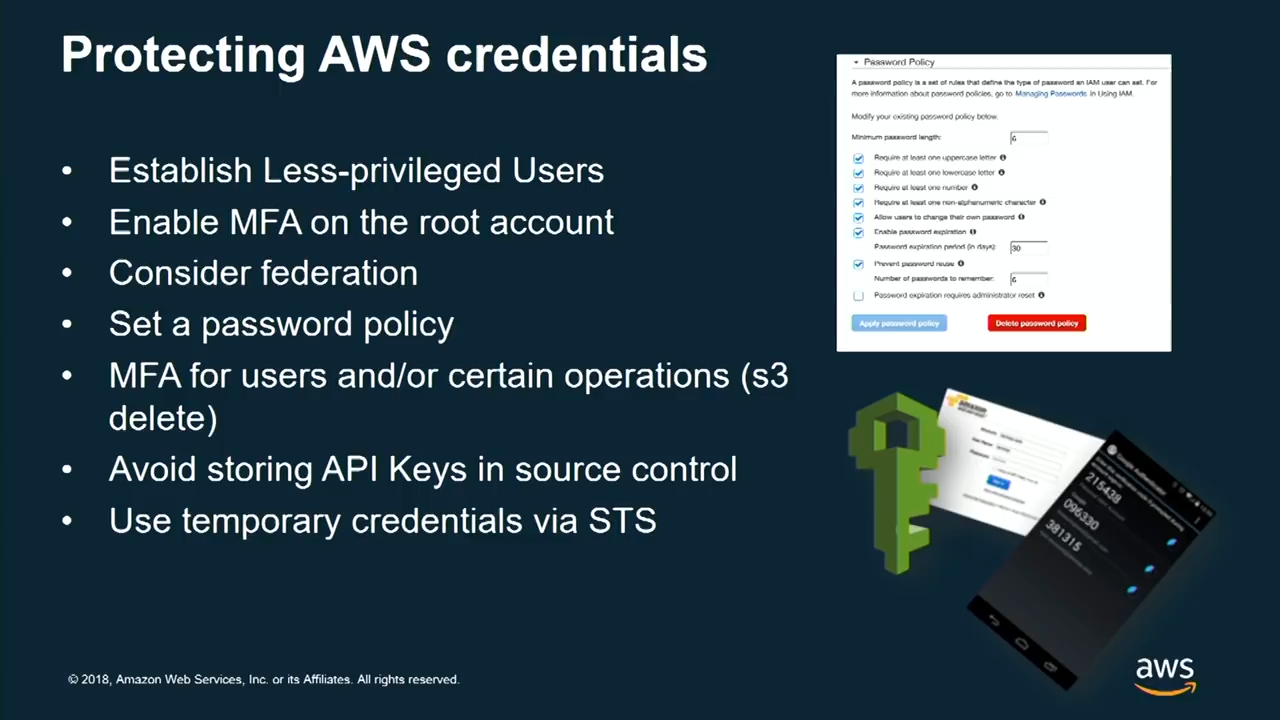 Protecting AWS credentials
• Establish Less-privileged Users
• Enable MFA on the root account
• Consider federation
• Set a password policy
• MFA for users and/or certain operations (s3
delete)
• Avoid storing API Keys in source control
• Use temporary credentials via STS
Password Policy
A password policy is a set of rules that define the type of password an IAM user can set. For
more information about password policies, go to Managing Passwords in Using IAM.
Modify your existing password policy below.
Minimum password length: 6
Require at least one uppercase letter
Require at least one lowercase letter
Require at least one number
Require at least one non-alphanumeric character
Allow users to change their own password
Enable password expiration
Password expiration period (in days): 30
Prevent password reuse
Number of passwords to remember: 6
Password expiration requires administrator reset
Apply password policy
Delete password policy
amazon
Google Authenticator
215438
096330
381315
© 2018, Amazon Web Services, Inc. or its Affiliates. All rights reserved.
aws